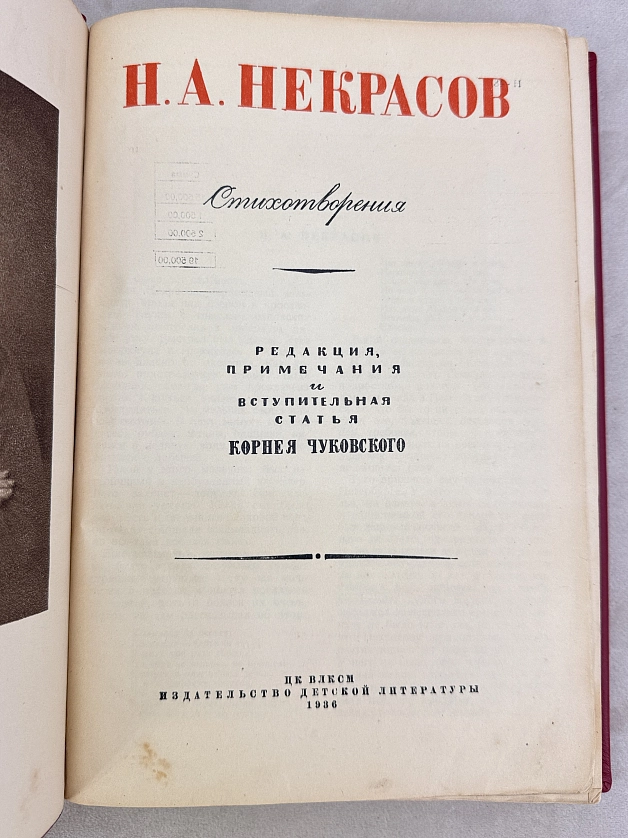 Н. А. НЕКРАСОВ
Стихотворения
РЕДАКЦИЯ,
ПРИМЕЧАНИЯ
и
ВСТУПИТЕЛЬНАЯ
СТАТЬЯ
КОРНЕЯ ЧУКОВСКОГО
ЦК ВЛКСМ
ИЗДАТЕЛЬСТВО ДЕТСКОЙ ЛИТЕРАТУРЫ
1936